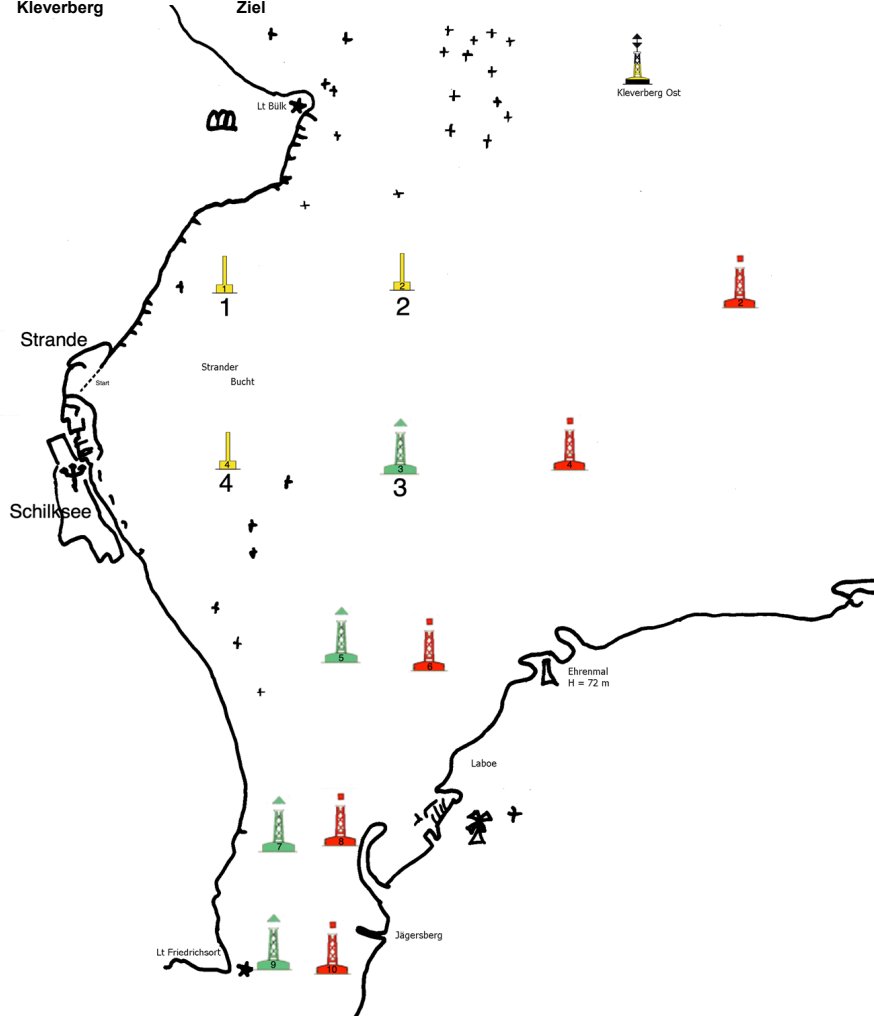 Kleverberg Ziel
Kleverberg Ost
Lt Bülk
1
2
2
1
2
Strande
Start
Strander
Bucht
4
3
4
4
3
Schilksee
5
6
Ehrenmal
H = 72 m
Laboe
7
8
Jägersberg
Lt Friedrichsort
9
10